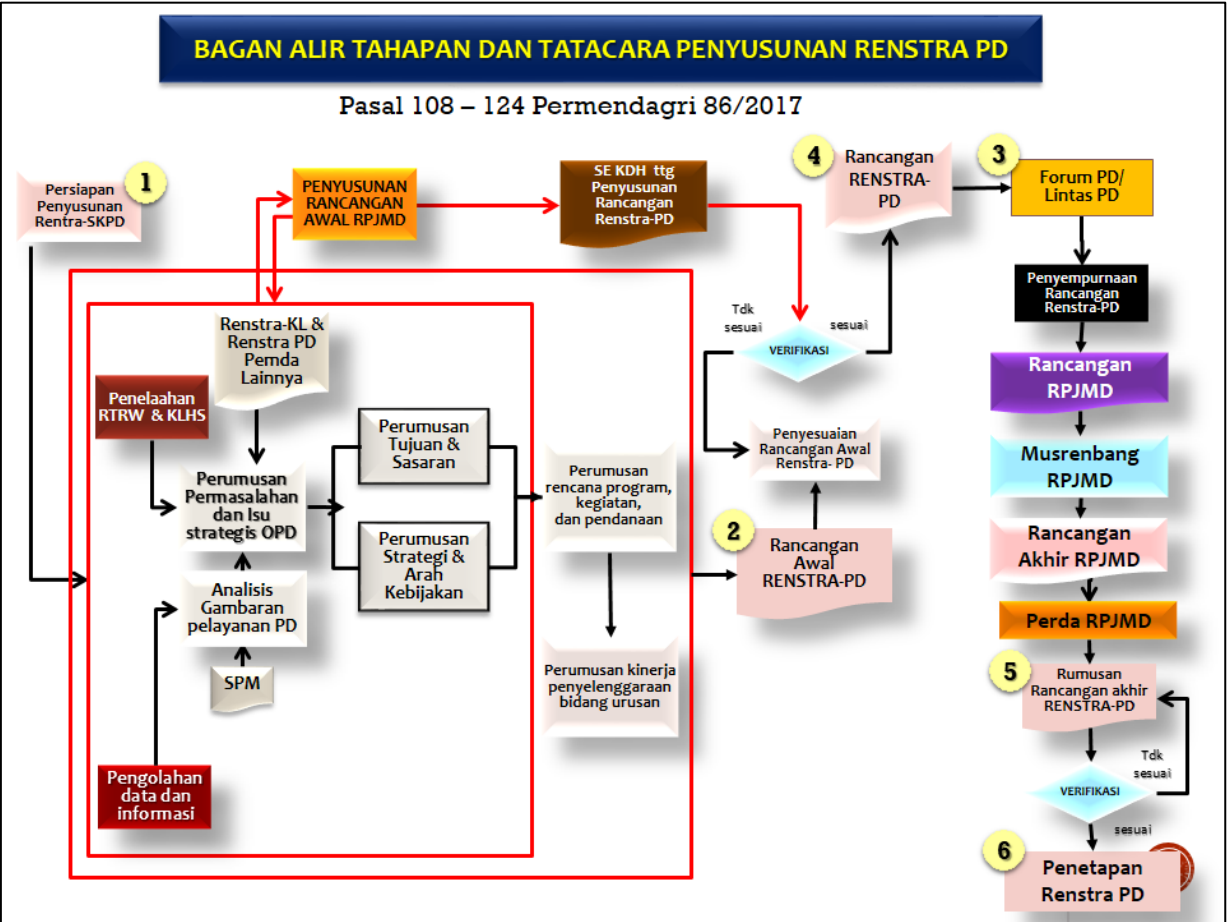 BAGAN ALIR TAHAPAN DAN TATACARA PENYUSUNAN RENSTRA PD
Pasal 108 – 124 Permendagri 86/2017
1
Persiapan
Penyusunan
Rentra-SKPD
PENYUSUNAN
RANCANGAN
AWAL RPJMD
SE KDH ttg
Penyusunan
Rancangan
Renstra-PD
4
Rancangan
RENSTRA-
PD
3
Forum PD/
Lintas PD
Penyempurnaan
Rancangan
Renstra-PD
Renstra-KL &
Renstra PD
Pemda
Lainnya
Penelaahan
RTRW & KLHS
Perumusan
Permasalahan
dan Isu
strategis OPD
Analisis
Gambaran
pelayanan PD
SPM
Pengolahan
data dan
informasi
Perumusan
Tujuan &
Sasaran
Perumusan
Strategi &
Arah
Kebijakan
Perumusan
rencana program,
kegiatan,
dan pendanaan
Perumusan kinerja
penyelenggaraan
bidang urusan
Tdk
sesuai
sesuai
VERIFIKASI
Penyesuaian
Rancangan Awal
Renstra- PD
2
Rancangan
Awal
RENSTRA-PD
Rancangan
RPJMD
Musrenbang
RPJMD
Rancangan
Akhir RPJMD
Perda RPJMD
5
Rumusan
Rancangan akhir
RENSTRA-PD
Tdk
sesuai
VERIFIKASI
sesuai
6
Penetapan
Renstra PD